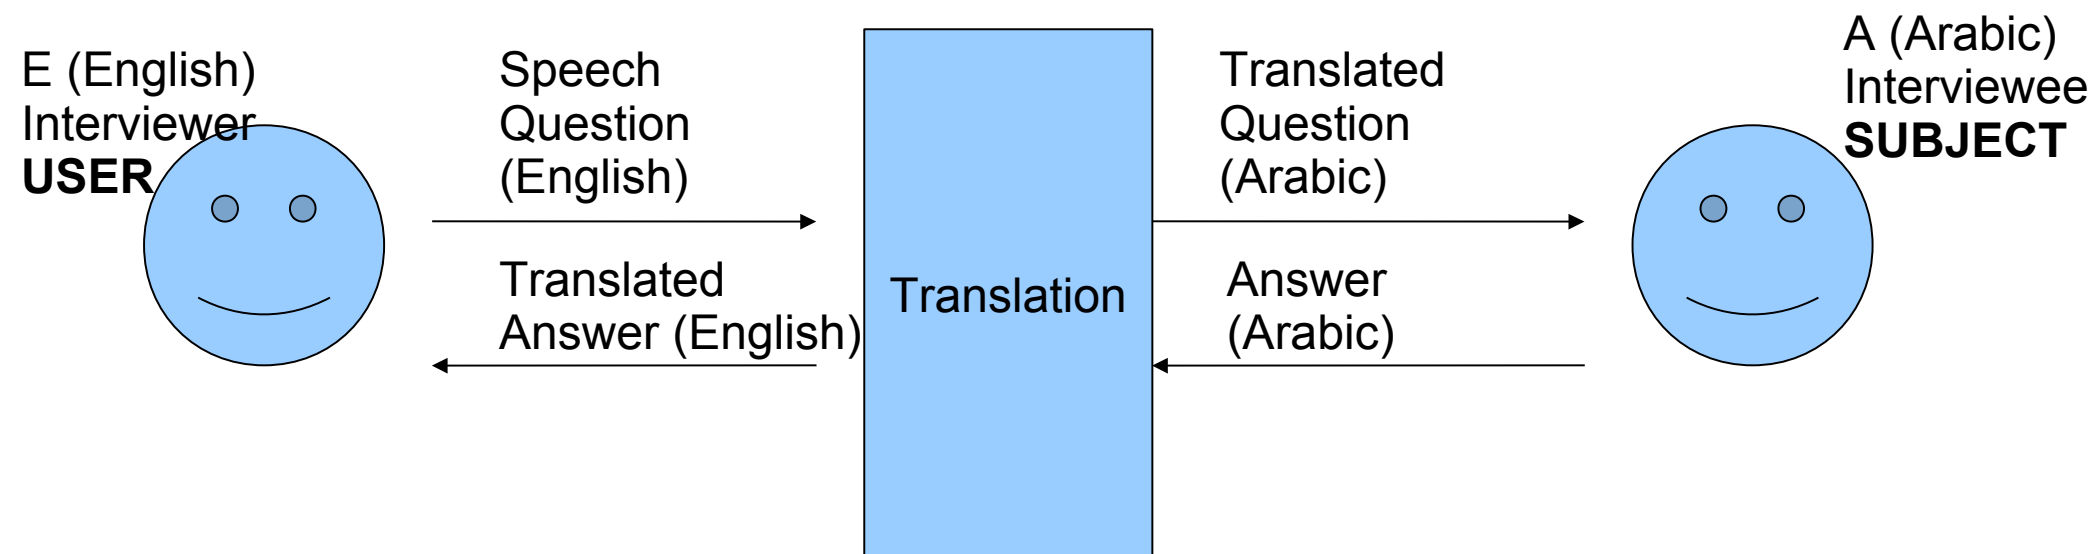 E (English)
Interviewer
USER
Speech
Question
(English)
Translated
Answer (English)
Translation
Translated
Question
(Arabic)
Answer
(Arabic)
A (Arabic)
Interviewee
SUBJECT